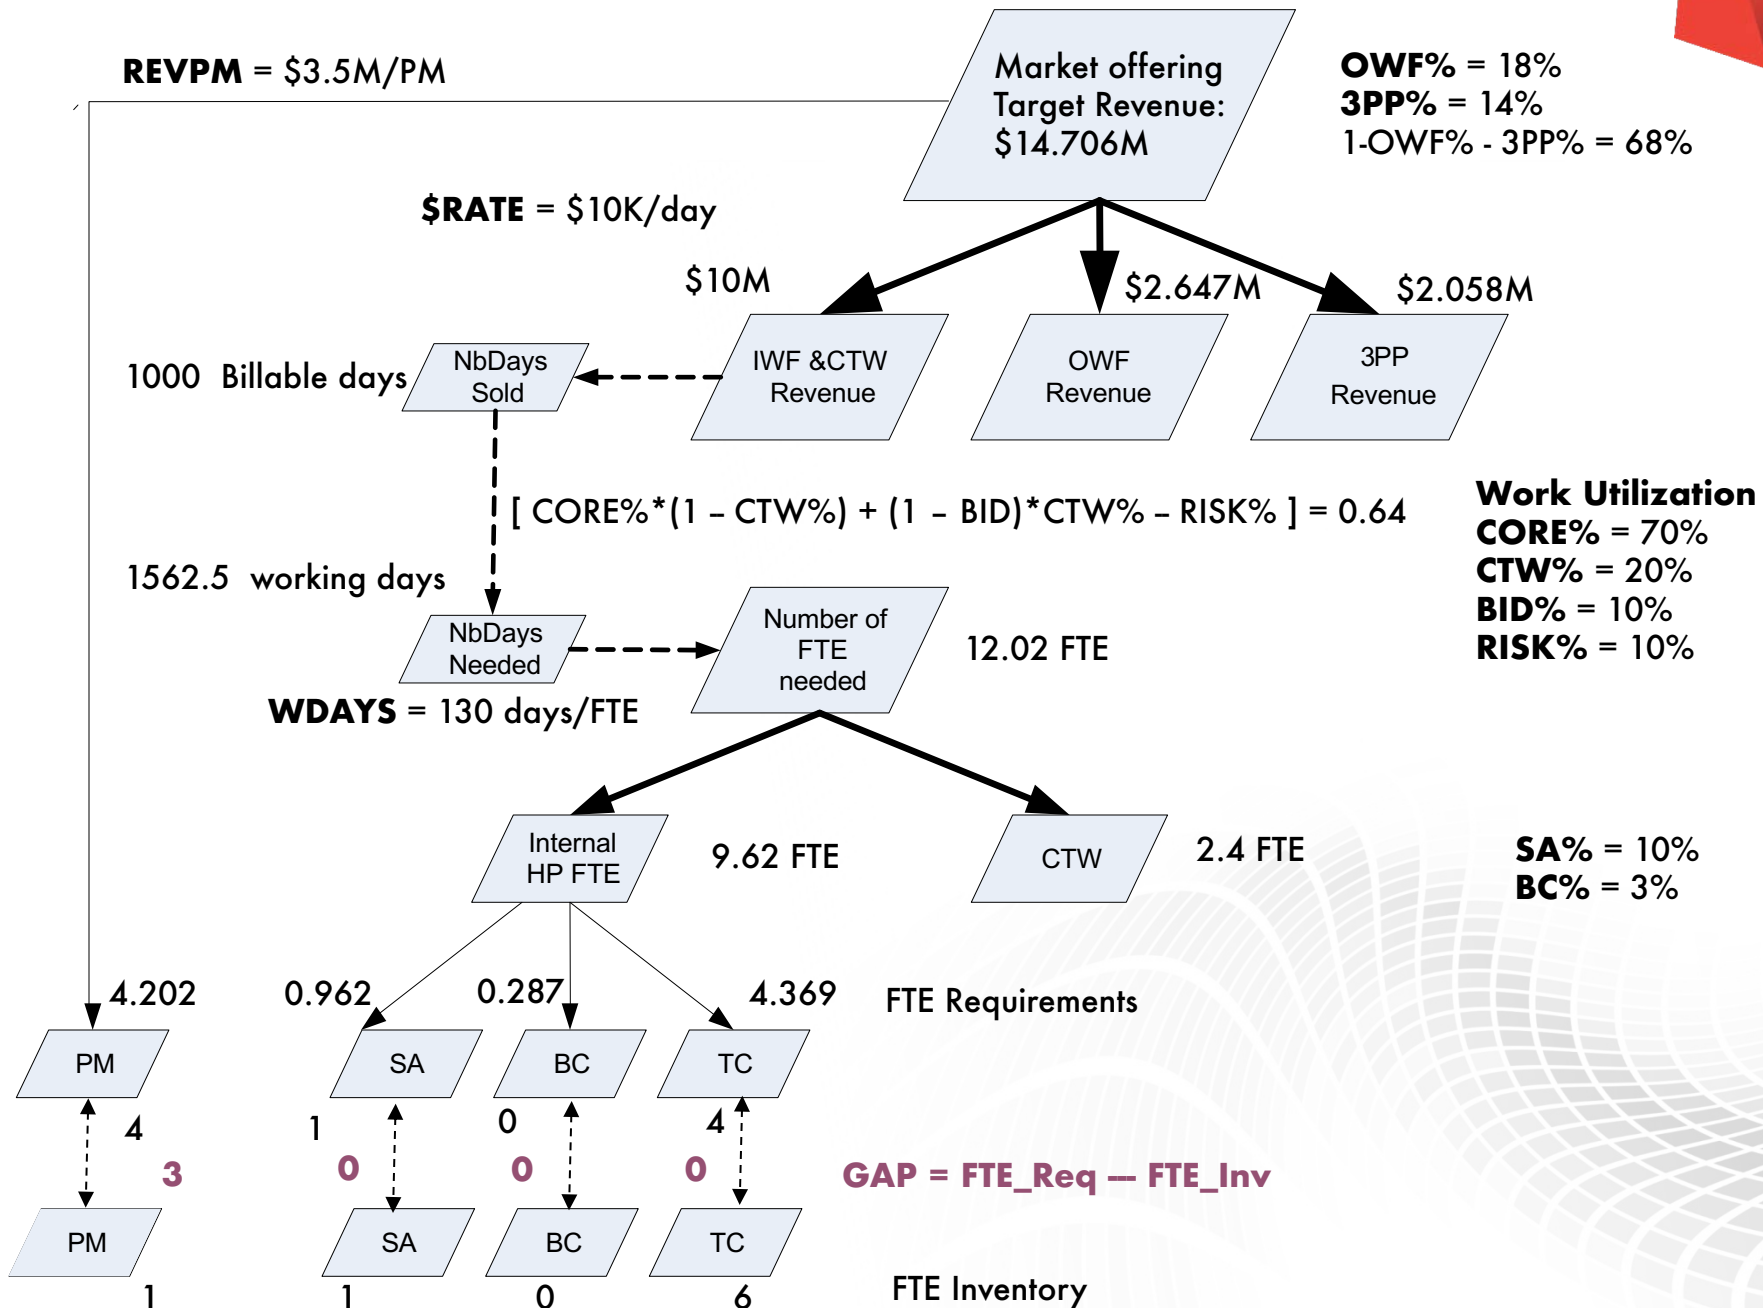 REVPM = $3.5M/PM
Market offering
Target Revenue:
$14.706M
OWF% = 18%
3PP% = 14%
1-OWF% - 3PP% = 68%
$RATE = $10K/day
$10M
$2.647M
$2.058M
1000 Billable days
NbDays
Sold
IWF &CTW
Revenue
OWF
Revenue
3PP
Revenue
[ CORE%*(1 – CTW%) + (1 – BID)*CTW% – RISK% ] = 0.64
Work Utilization
CORE% = 70%
CTW% = 20%
BID% = 10%
RISK% = 10%
1562.5 working days
NbDays
Needed
Number of
FTE
needed
12.02 FTE
WDAYS = 130 days/FTE
Internal
HP FTE
9.62 FTE
CTW
2.4 FTE
SA% = 10%
BC% = 3%
4.202
0.962
0.287
4.369
FTE Requirements
PM
SA
BC
TC
4
1
0
4
3
0
0
0
GAP = FTE_Req –– FTE_Inv
PM
SA
BC
TC
1
1
0
6
FTE Inventory